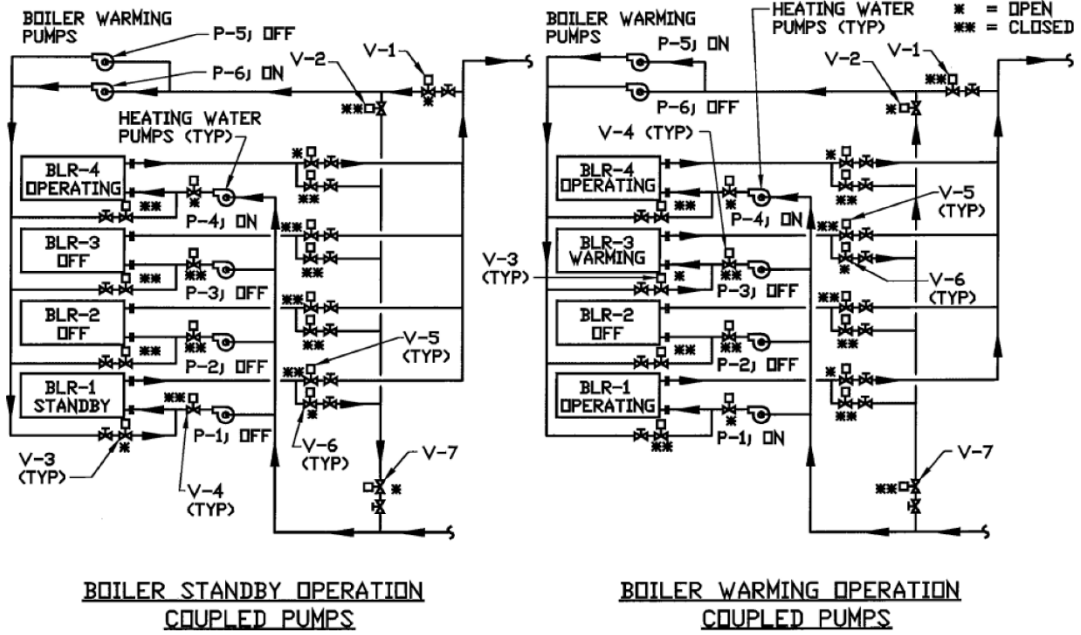 BOILER WARMING
PUMPS
P-5; OFF
P-6; ON
V-2
V-1
**
*
HEATING WATER
PUMPS (TYP)
BLR-4
OPERATING
**
*
P-4; ON
*
**
BLR-3
OFF
**
**
P-3; OFF
**
**
BLR-2
OFF
**
**
P-2; OFF
**
**
V-5
(TYP)
BLR-1
STANDBY
**
P-1; OFF
**
*
V-3
(TYP)
*
V-4
(TYP)
V-6
(TYP)
V-7
*
BOILER STANDBY OPERATION
COUPLED PUMPS
BOILER WARMING
PUMPS
P-5; ON
P-6; OFF
HEATING WATER
PUMPS (TYP)
* = OPEN
** = CLOSED
V-1
V-2
**
**
*
V-4 (TYP)
BLR-4
OPERATING
**
*
P-4; ON
*
**
V-5
(TYP)
V-3
(TYP)
BLR-3
WARMING
*
**
P-3; OFF
**
*
V-6
(TYP)
BLR-2
OFF
**
**
P-2; OFF
**
**
BLR-1
OPERATING
**
*
P-1; ON
*
**
V-7
**
BOILER WARMING OPERATION
COUPLED PUMPS